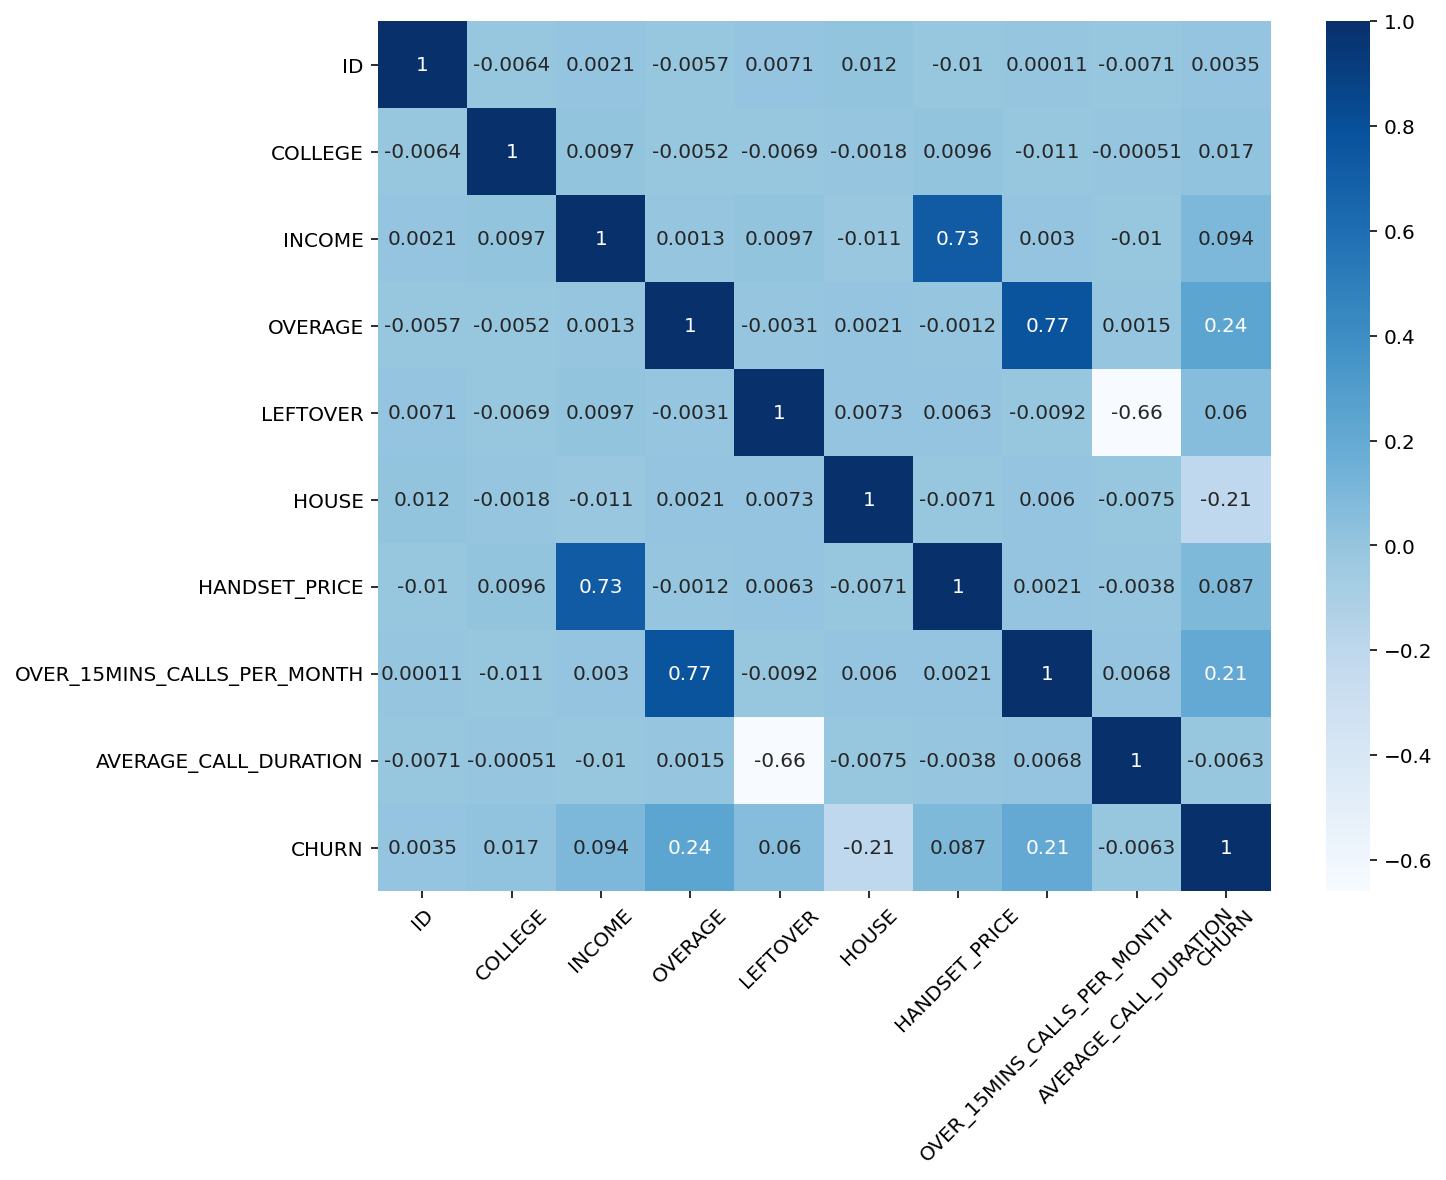 ID 1 -0.0064 0.0021 -0.0057 0.0071 0.012 -0.01 0.00011 -0.0071 0.0035
COLLEGE -0.0064 1 0.0097 -0.0052 -0.0069 -0.0018 0.0096 -0.011 -0.00051 0.017
INCOME 0.0021 0.0097 1 0.0013 0.0097 -0.011 0.73 0.003 -0.01 0.094
OVERAGE -0.0057 -0.0052 0.0013 1 -0.0031 0.0021 -0.0012 0.77 0.0015 0.24
LEFTOVER 0.0071 -0.0069 0.0097 -0.0031 1 0.0073 0.0063 -0.0092 -0.66 0.06
HOUSE 0.012 -0.0018 -0.011 0.0021 0.0073 1 -0.0071 0.006 -0.0075 -0.21
HANDSET_PRICE -0.01 0.0096 0.73 -0.0012 0.0063 -0.0071 1 0.0021 -0.0038 0.087
OVER_15MINS_CALLS_PER_MONTH 0.00011 -0.011 0.003 0.77 -0.0092 0.006 0.0021 1 0.0068 0.21
AVERAGE_CALL_DURATION -0.0071 -0.00051 -0.01 0.0015 -0.66 -0.0075 -0.0038 0.0068 1 -0.0063
CHURN 0.0035 0.017 0.094 0.24 0.06 -0.21 0.087 0.21 -0.0063 1
ID
COLLEGE
INCOME
OVERAGE
LEFTOVER
HOUSE
HANDSET_PRICE
OVER_15MINS_CALLS_PER_MONTH
AVERAGE_CALL_DURATION
CHURN
1.0
0.8
0.6
0.4
0.2
0.0
−0.2
−0.4
−0.6